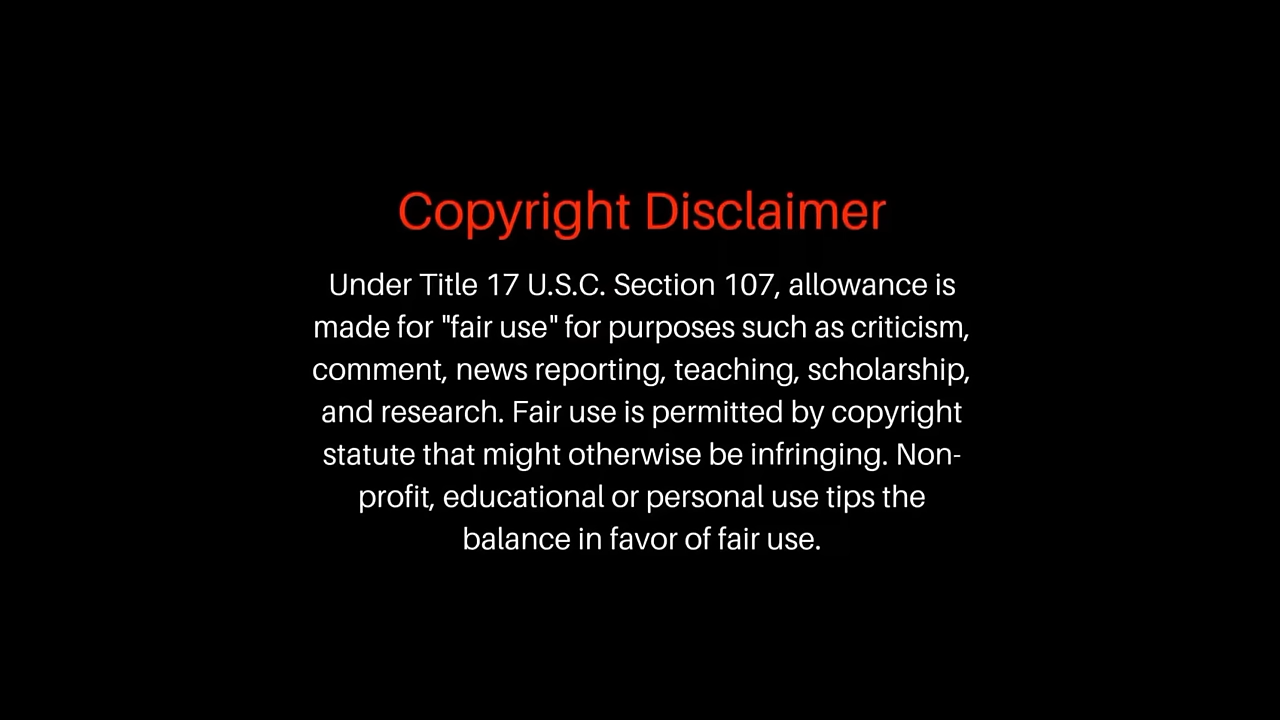 Copyright Disclaimer
Under Title 17 U.S.C. Section 107, allowance is
made for "fair use" for purposes such as criticism,
comment, news reporting, teaching, scholarship,
and research. Fair use is permitted by copyright
statute that might otherwise be infringing. Non-
profit, educational or personal use tips the
balance in favor of fair use.